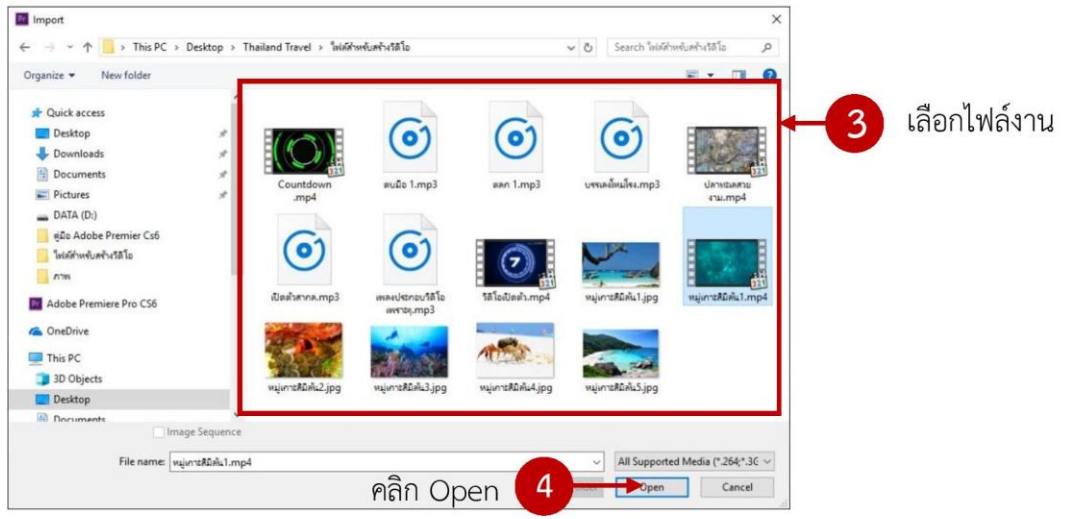 Pr Import
This PC > Desktop > Thailand Travel > ไฟล์สำหรับสร้างวิดีโอ
Search ไฟล์สำหรับสร้างวิดีโอ
Organize
New folder
Quick access
Desktop
Downloads
Documents
Pictures
DATA (D:)
คู่มือ Adobe Premier Cs6
ไฟล์สำหรับสร้างวิดีโอ
ภาพ
Adobe Premiere Pro CS6
OneDrive
This PC
3D Objects
Desktop
Documents
Countdown
.mp4
ตบมือ 1.mp3
ตลก 1.mp3
บรรเลงโหมโรง.mp3
ปลาทะเลสวย
งาม.mp4
เปิดตัวสากล.mp3
เพลงประกอบวิดีโอ
.mp3
วิดีโอเปิดตัว.mp4
หมู่เกาะสิมิลัน1.jpg
หมู่เกาะสิมิลัน1.mp4
หมู่เกาะสิมิลัน2.jpg
หมู่เกาะสิมิลัน3.jpg
หมู่เกาะสิมิลัน4.jpg
หมู่เกาะสิมิลัน5.jpg
3 เลือกไฟล์งาน
Image Sequence
File name: หมู่เกาะสิมิลัน1.mp4
All Supported Media (*.264;*.3G
คลิก Open 4
Open
Cancel